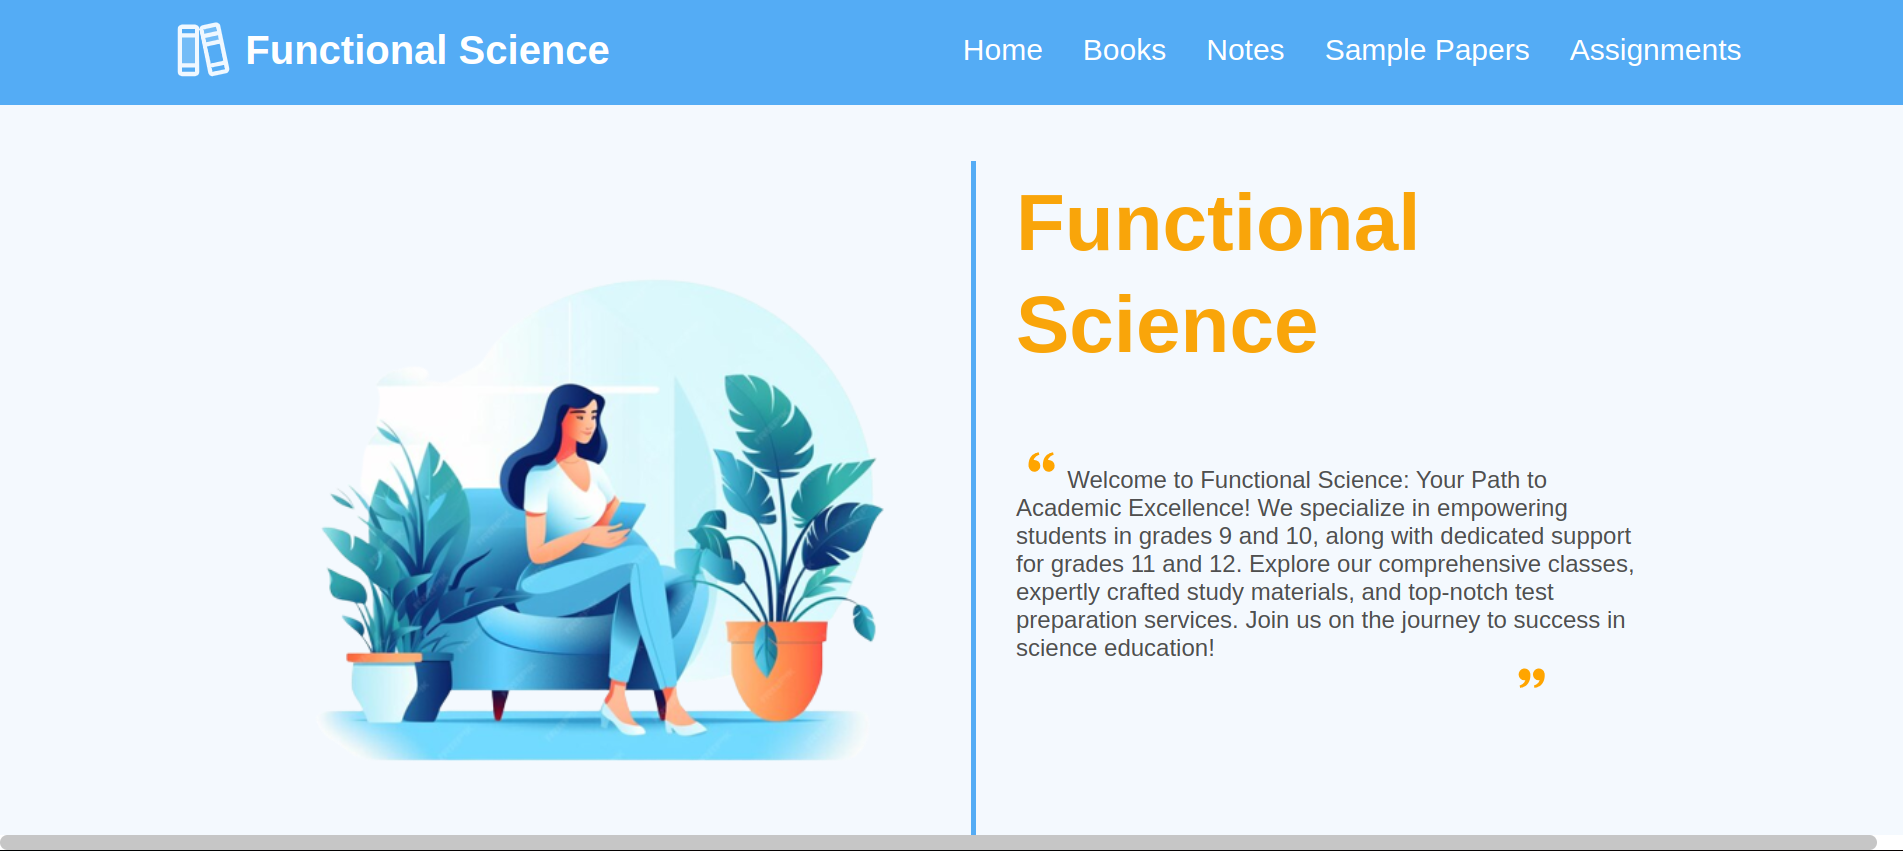 Functional Science
Home Books Notes Sample Papers Assignments
Functional
Science
“ Welcome to Functional Science: Your Path to
Academic Excellence! We specialize in empowering
students in grades 9 and 10, along with dedicated support
for grades 11 and 12. Explore our comprehensive classes,
expertly crafted study materials, and top-notch test
preparation services. Join us on the journey to success in
science education!
”